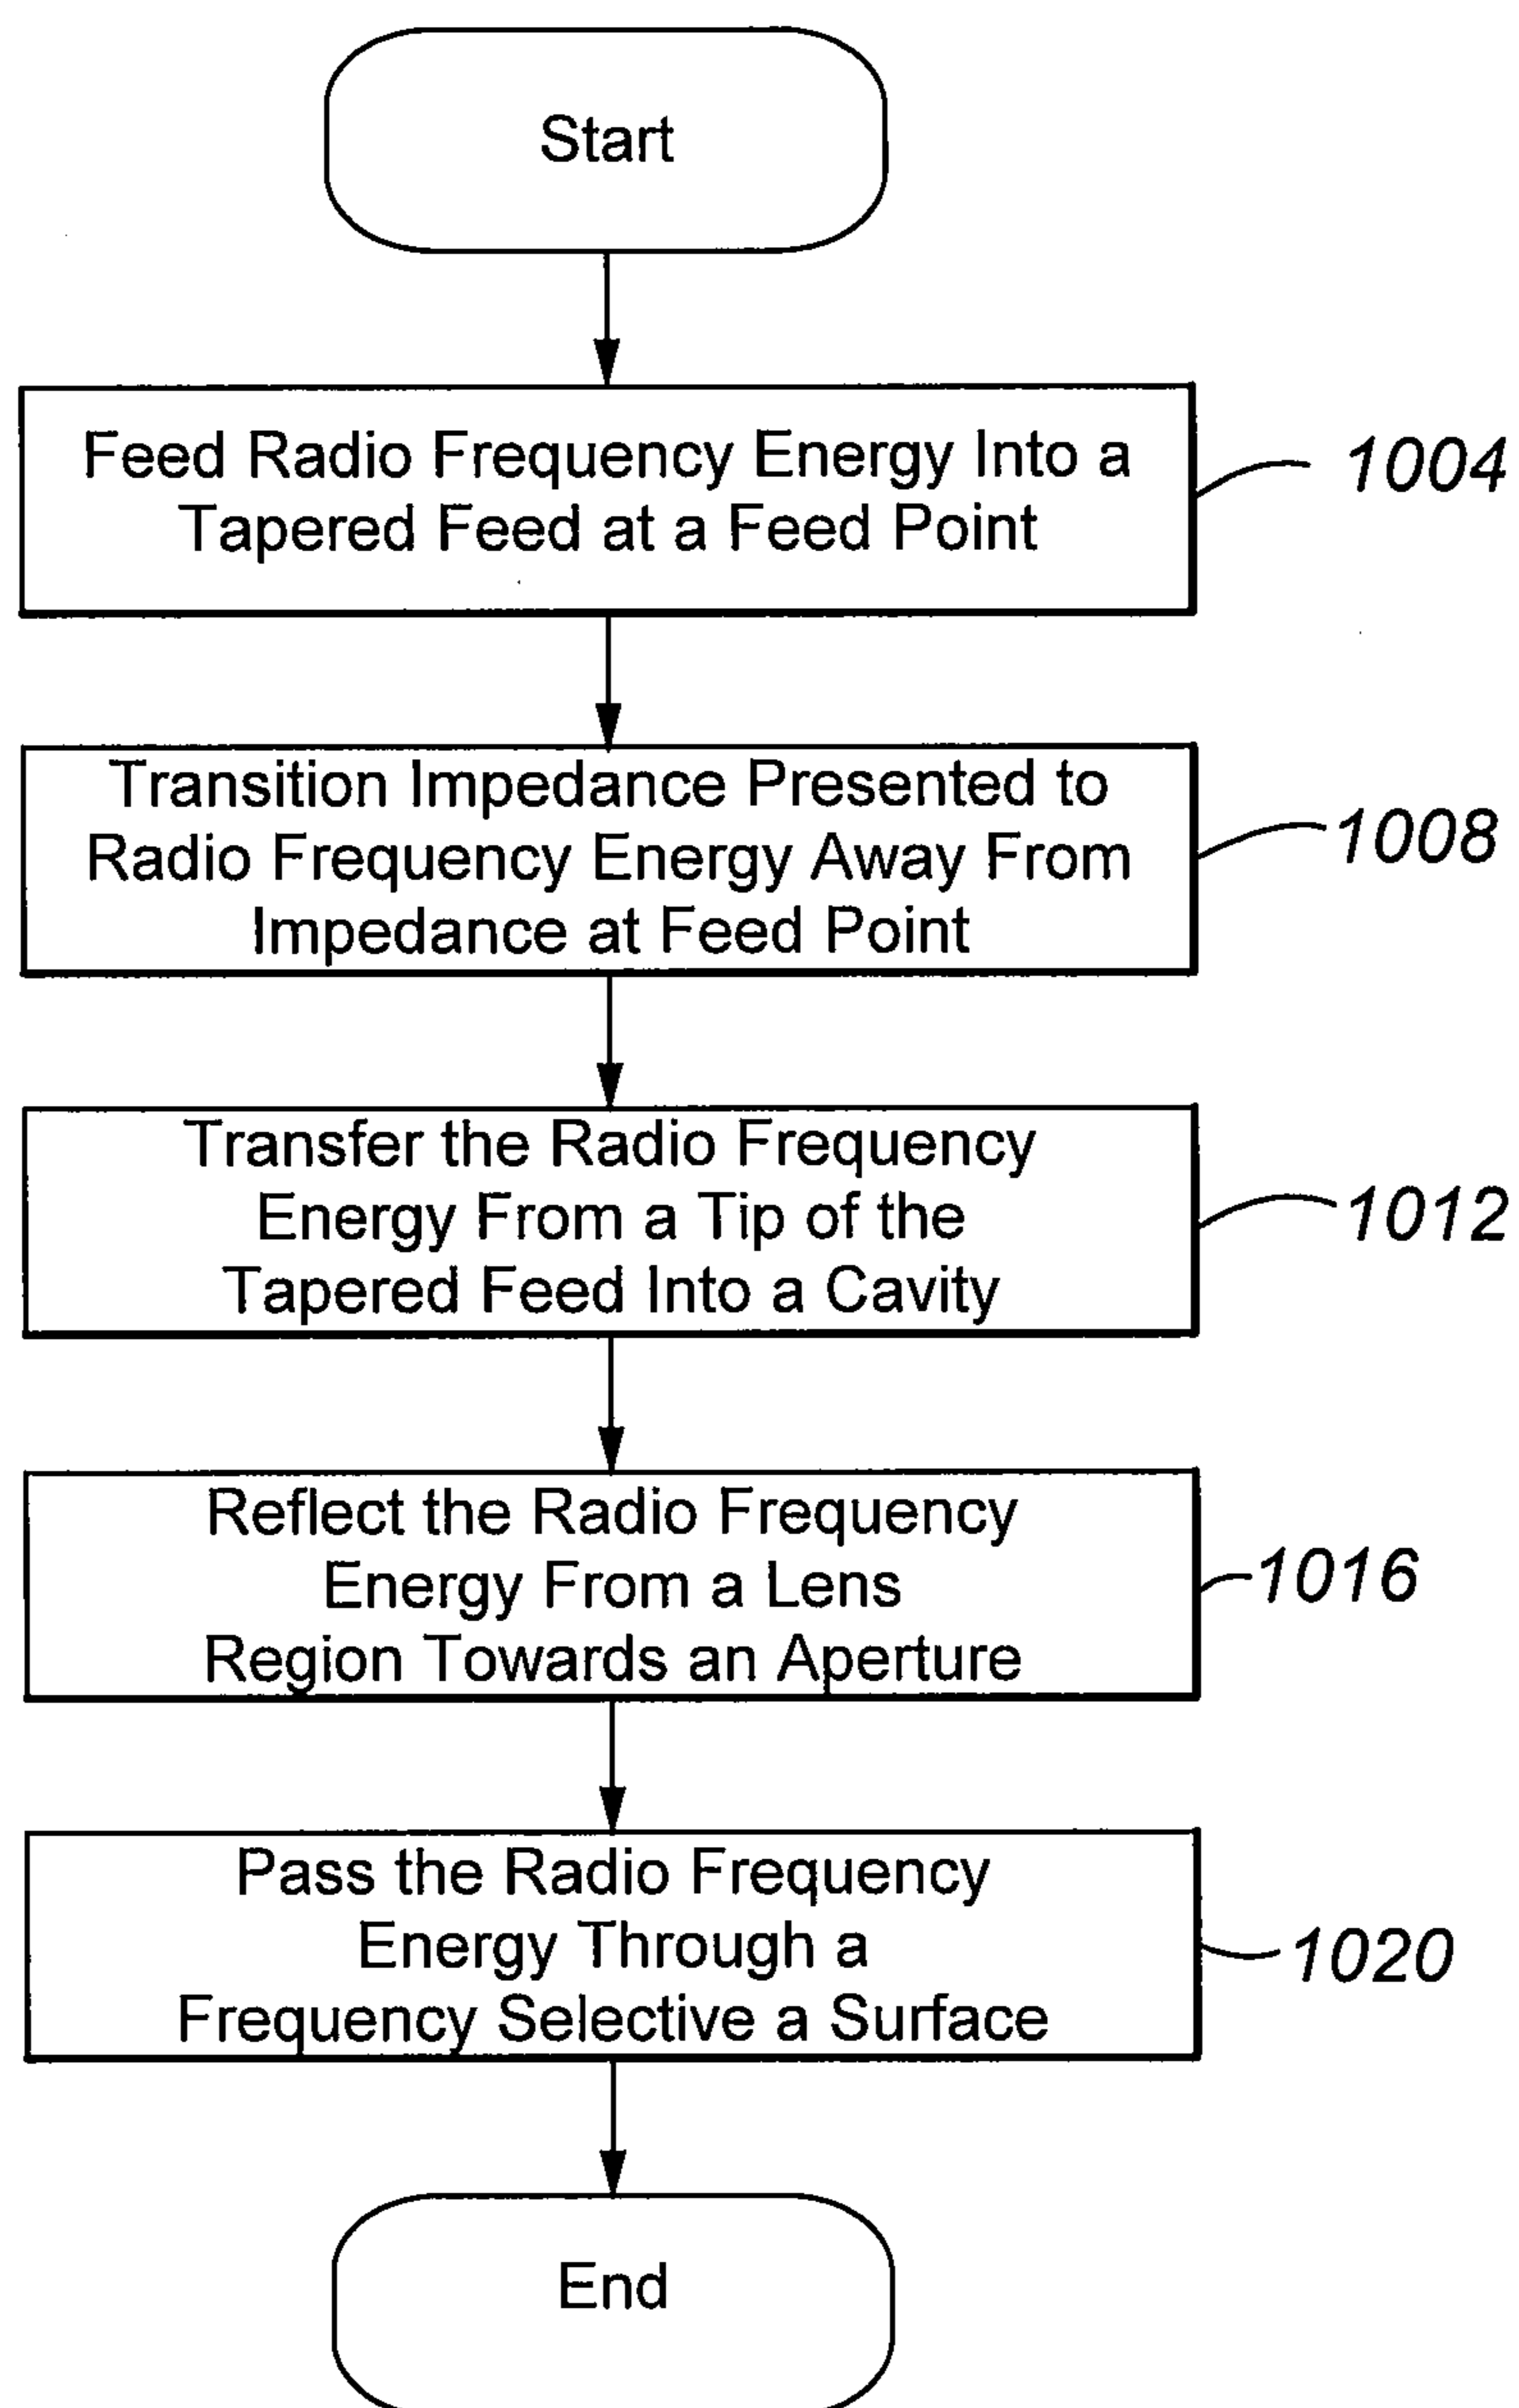 Start
Feed Radio Frequency Energy Into a
Tapered Feed at a Feed Point
1004
Transition Impedance Presented to
Radio Frequency Energy Away From
Impedance at Feed Point
1008
Transfer the Radio Frequency
Energy From a Tip of the
Tapered Feed Into a Cavity
1012
Reflect the Radio Frequency
Energy From a Lens
Region Towards an Aperture
1016
Pass the Radio Frequency
Energy Through a
Frequency Selective a Surface
1020
End